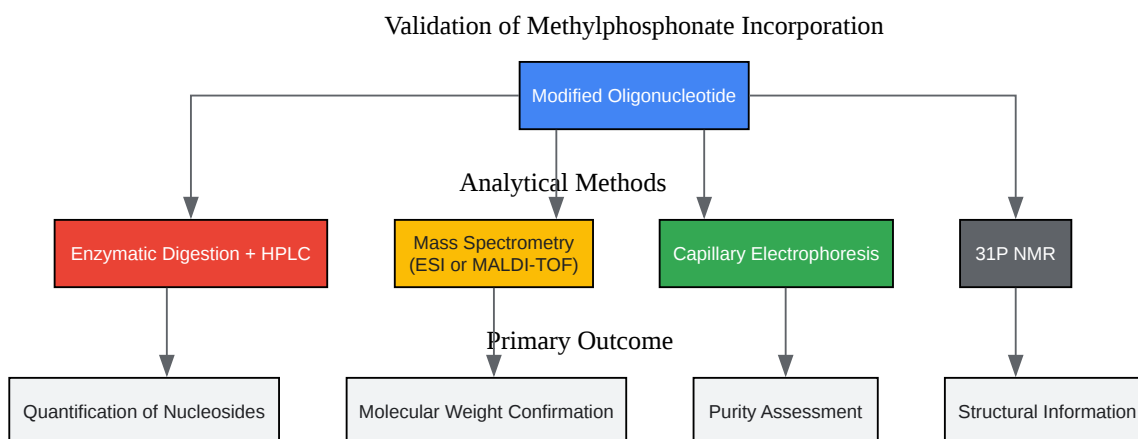 Validation of Methylphosphonate Incorporation
Modified Oligonucleotide
Analytical Methods
Enzymatic Digestion + HPLC
Mass Spectrometry
(ESI or MALDI-TOF)
Capillary Electrophoresis
31P NMR
Primary Outcome
Quantification of Nucleosides
Molecular Weight Confirmation
Purity Assessment
Structural Information